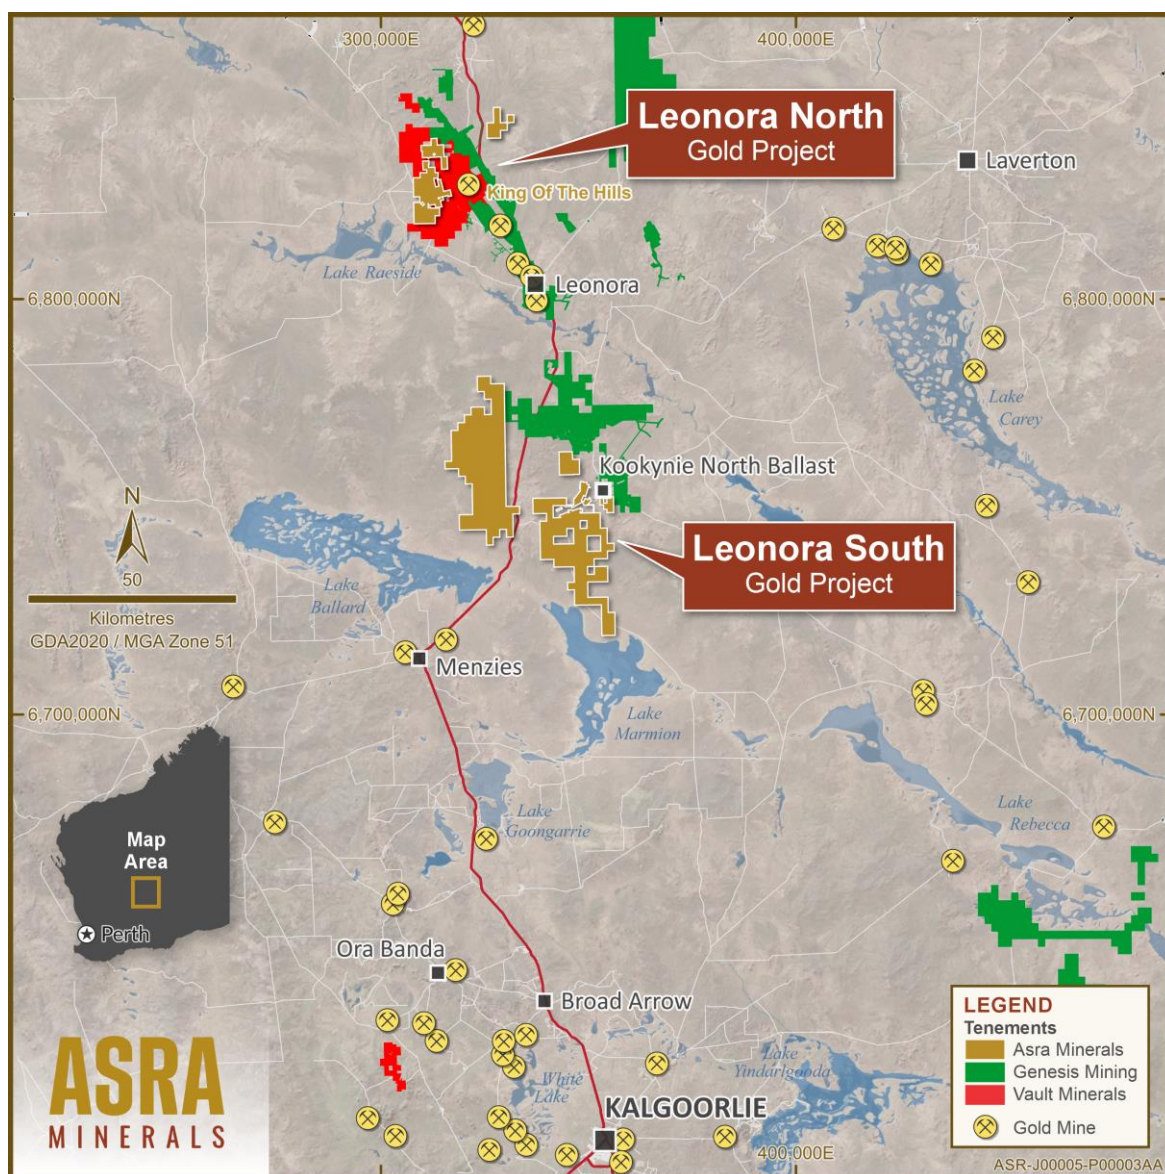 300,000E
400,000E
Leonora North
Gold Project
Laverton
King Of The Hills
Lake Raeside
Leonora
6,800,000N
6,800,000N
Lake
Carey
Kookynie North Ballast
N
50
Kilometres
GDA2020 / MGA Zone 51
Leonora South
Gold Project
Lake
Ballard
Menzies
6,700,000N
6,700,000N
Lake
Marmion
Lake
Goongarrie
Lake
Rebecca
Map
Area
Perth
Ora Banda
Broad Arrow
LEGEND
Tenements
Asra Minerals
Genesis Mining
Vault Minerals
Gold Mine
Lake
Yindarlgooda
White
Lake
KALGOORLIE
ASRA
MINERALS
400,000E
ASR-J00005-P00003AA